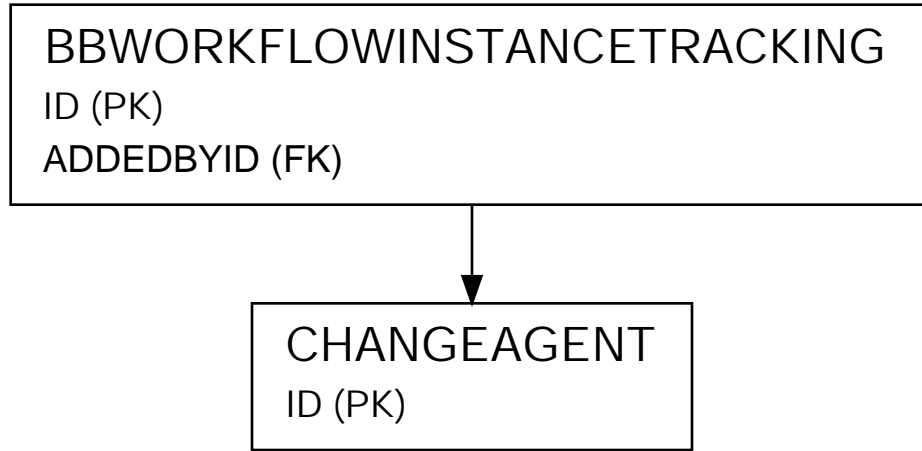 BBWORKFLOWINSTANCETRACKING
ID (PK)
ADDEDBYID (FK)
CHANGEAGENT
ID (PK)